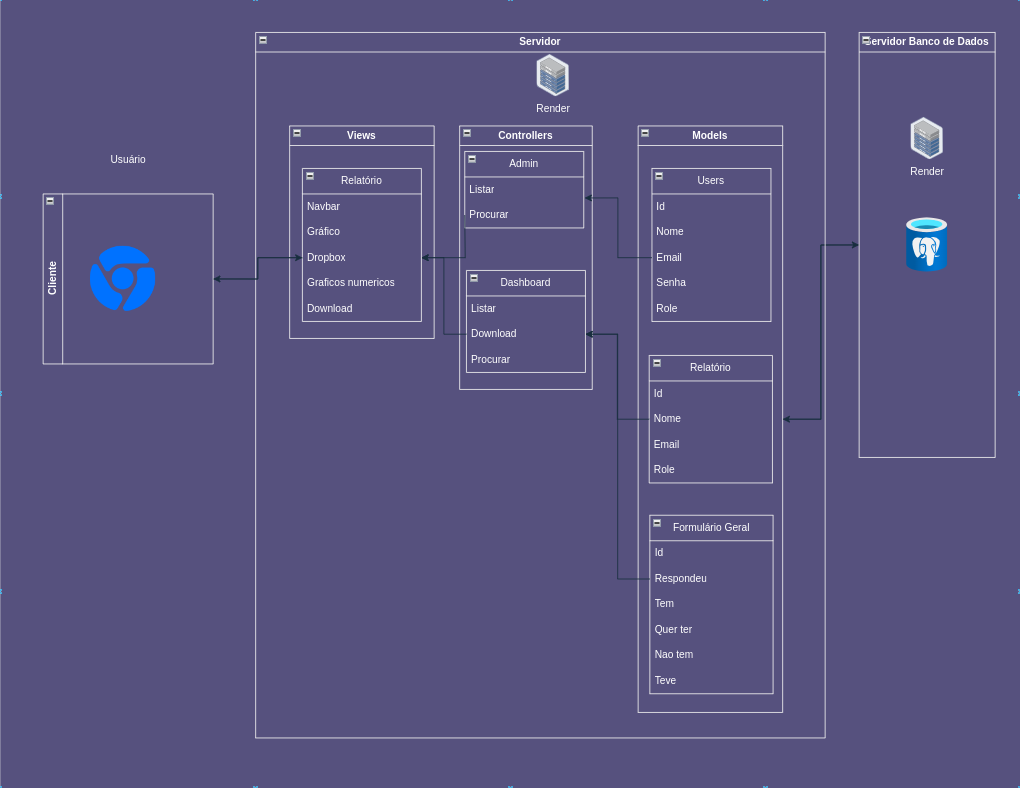 Usuário
Cliente
Servidor
Render
Views
Relatório
Navbar
Gráfico
Dropbox
Graficos numericos
Download
Controllers
Admin
Listar
Procurar
Dashboard
Listar
Download
Procurar
Models
Users
Id
Nome
Email
Senha
Role
Relatório
Id
Nome
Email
Role
Formulário Geral
Id
Respondeu
Tem
Quer ter
Nao tem
Teve
Servidor Banco de Dados
Render